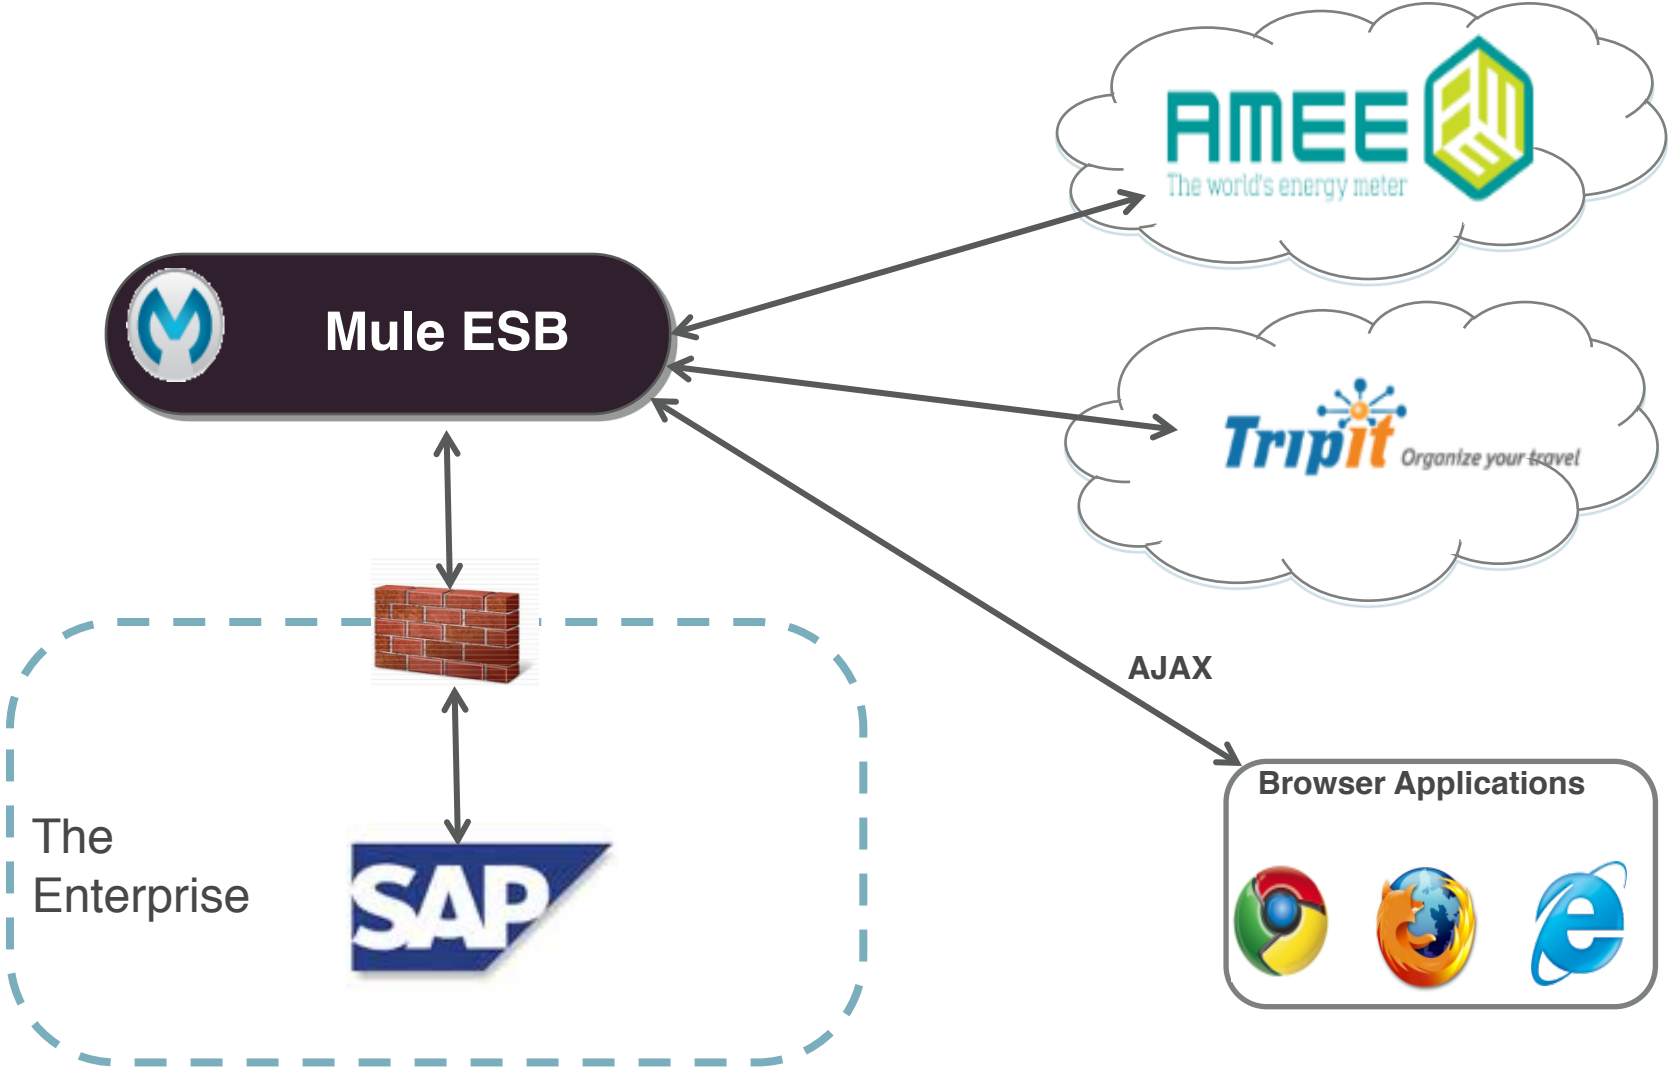 AMEE
The world's energy meter
Mule ESB
Tripit Organize your travel
AJAX
Browser Applications
The
Enterprise
SAP